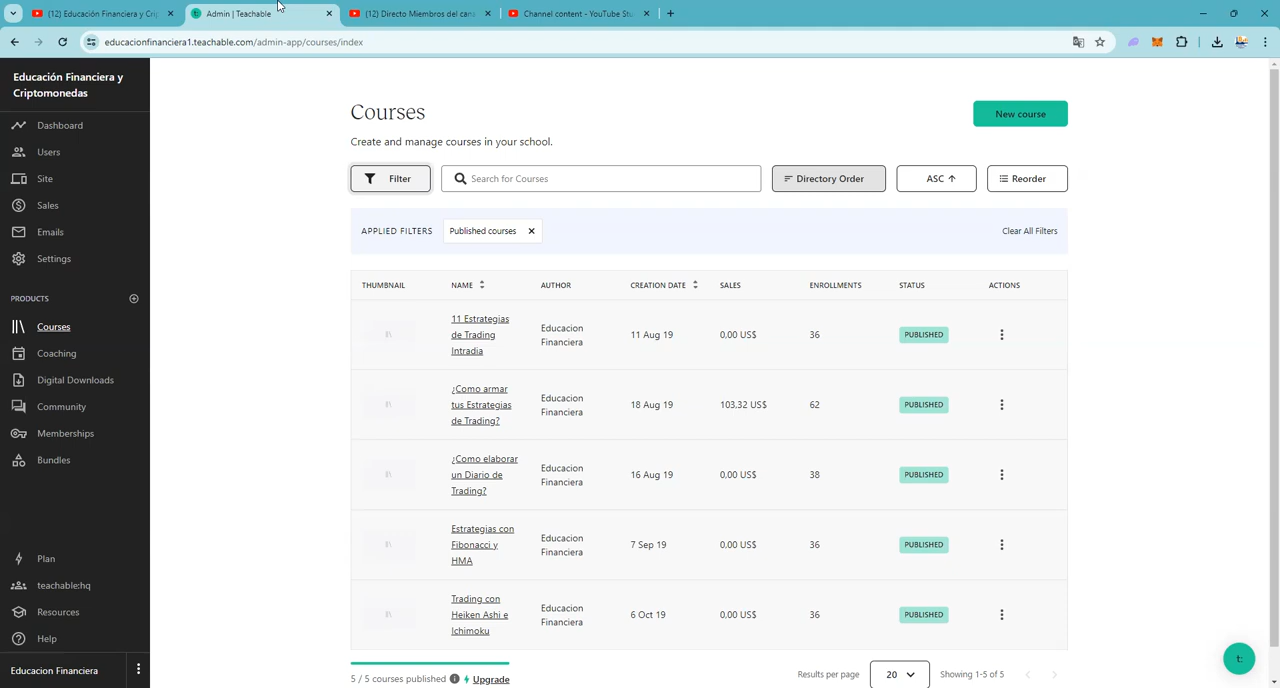 (12) Educación Financiera y Crip
Admin | Teachable
(12) Directo Miembros del cana
Channel content - YouTube Stu
educacionfinanciera1.teachable.com/admin-app/courses/index
Educación Financiera y
Criptomonedas
Dashboard
Users
Site
Sales
Emails
Settings
PRODUCTS
Courses
Coaching
Digital Downloads
Community
Memberships
Bundles
Plan
teachable:hq
Resources
Help
Educacion Financiera
Courses
New course
Create and manage courses in your school.
Filter
Search for Courses
Directory Order
ASC ↑
Reorder
APPLIED FILTERS
Published courses
Clear All Filters
THUMBNAIL NAME AUTHOR CREATION DATE SALES ENROLLMENTS STATUS ACTIONS
11 Estrategias
de Trading
Intradia
Educacion
Financiera
11 Aug 19
0,00 US$
36
PUBLISHED
¿Como armar
tus Estrategias
de Trading?
Educacion
Financiera
18 Aug 19
103,32 US$
62
PUBLISHED
¿Como elaborar
un Diario de
Trading?
Educacion
Financiera
16 Aug 19
0,00 US$
38
PUBLISHED
Estrategias con
Fibonacci y
HMA
Educacion
Financiera
7 Sep 19
0,00 US$
36
PUBLISHED
Trading con
Heiken Ashi e
Ichimoku
Educacion
Financiera
6 Oct 19
0,00 US$
36
PUBLISHED
5 / 5 courses published
Upgrade
Results per page
20
Showing 1-5 of 5
t: